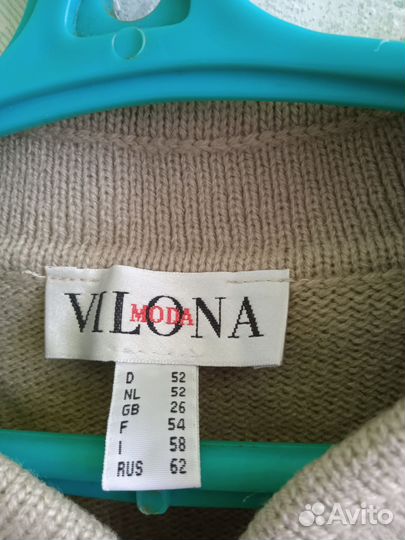 VILONA
MODA
D 52
NL 52
GB 26
F 54
I 58
RUS 62
Avito